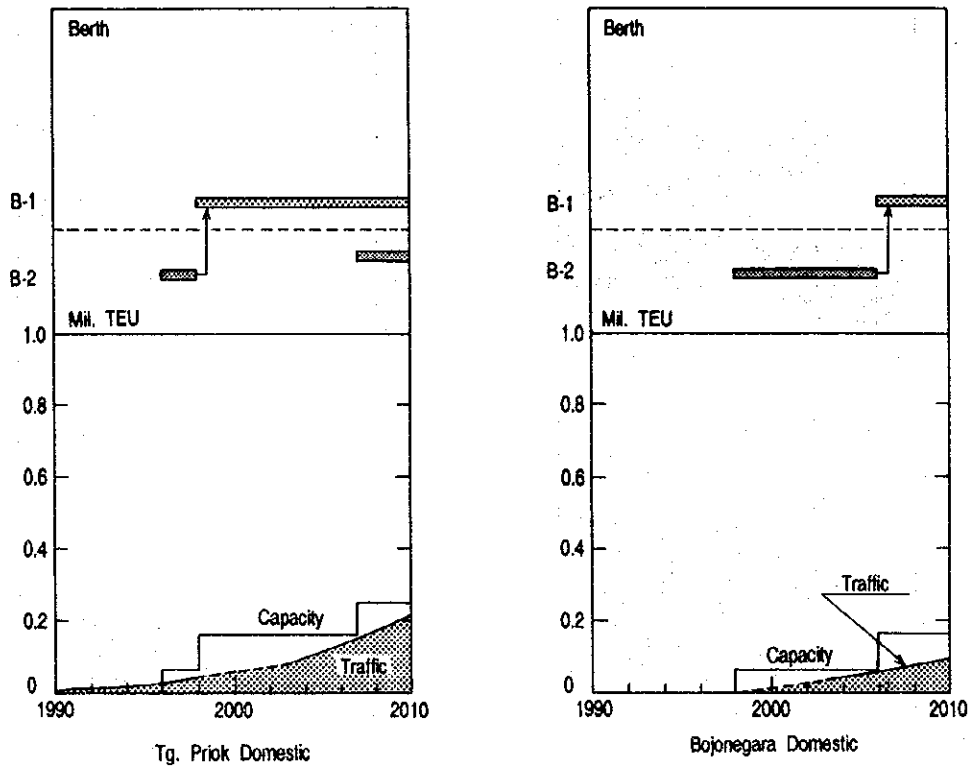 Berth
B-1
B-2
Mil. TEU
1.0
0.8
0.6
0.4
0.2
0
Capacity
Traffic
1990
2000
2010
Tg. Priok Domestic
Berth
B-1
B-2
Mil. TEU
1.0
0.8
0.6
0.4
0.2
0
Traffic
Capacity
1990
2000
2010
Bojonegara Domestic